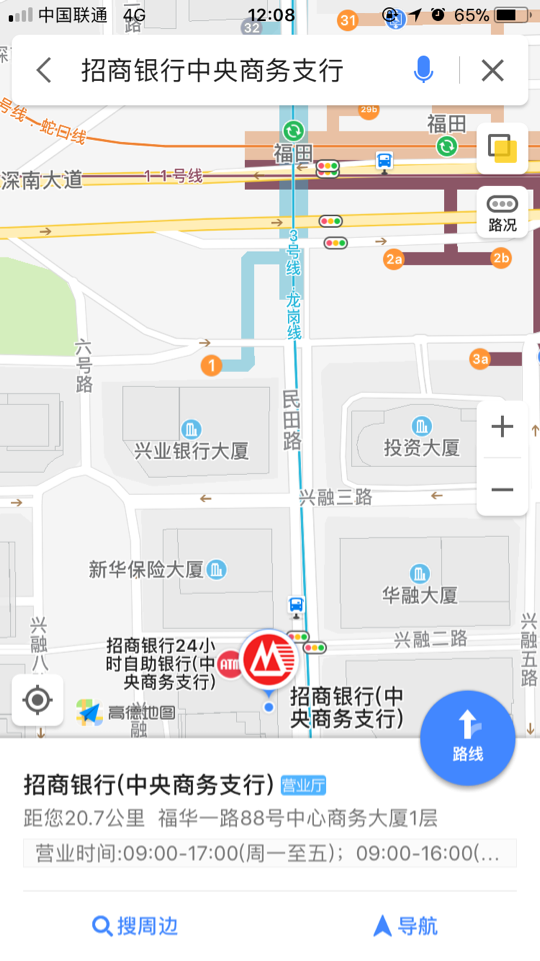 中国联通 4G 12:08 65%
招商银行中央商务支行
31
32
29b
号线·蛇口线
福田
福田
深南大道
11号线
路况
3号线·龙岗线
2a
2b
1
3a
六号路
民田路
兴业银行大厦
投资大厦
兴融三路
新华保险大厦
华融大厦
兴融二路
兴融八
兴融五路
招商银行24小
时自助银行(中
央商务支行)
ATM
招商银行(中
央商务支行)
高德地图
兴融
路线
招商银行(中央商务支行) 营业厅
距您20.7公里 福华一路88号中心商务大厦1层
营业时间:09:00-17:00(周一至五)；09:00-16:00(...
搜周边
导航